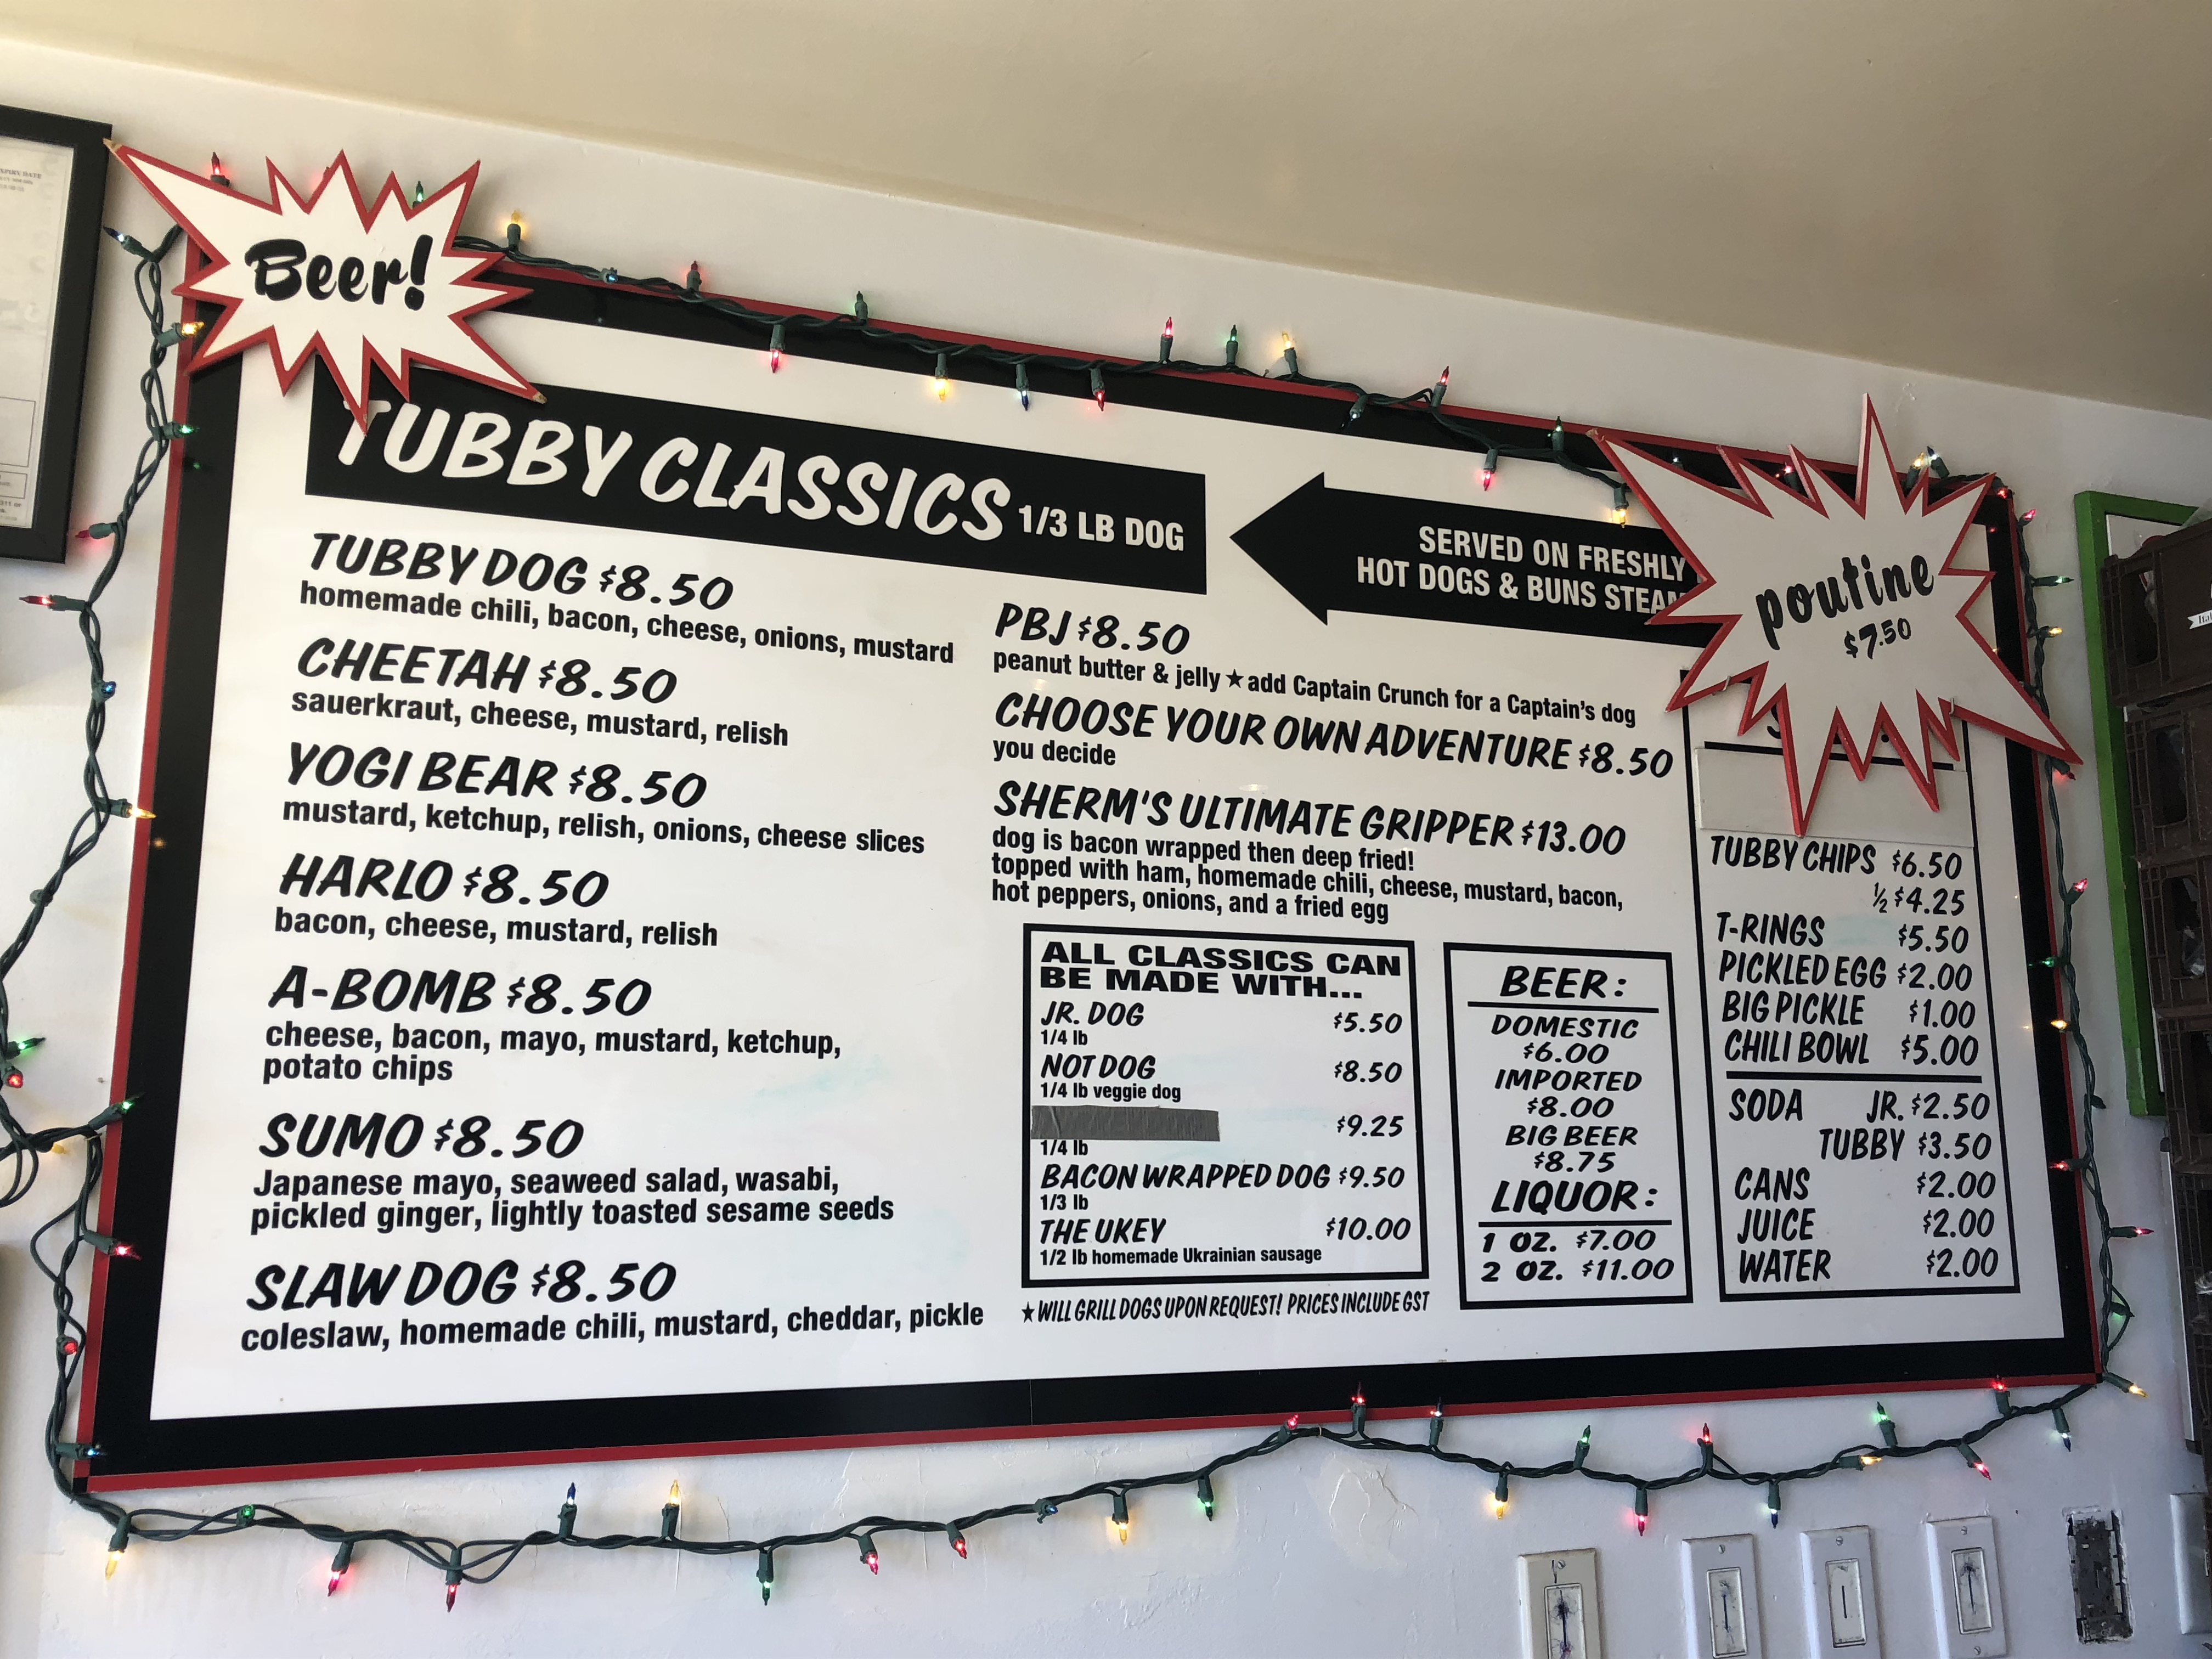 Beer!
TUBBY CLASSICS 1/3 LB DOG
SERVED ON FRESHLY
HOT DOGS & BUNS
poutine
$7.50
TUBBY DOG $8.50
homemade chili, bacon, cheese, onions, mustard
CHEETAH $8.50
sauerkraut, cheese, mustard, relish
YOGI BEAR $8.50
mustard, ketchup, relish, onions, cheese slices
HARLO $8.50
bacon, cheese, mustard, relish
A-BOMB $8.50
cheese, bacon, mayo, mustard, ketchup,
potato chips
SUMO $8.50
Japanese mayo, seaweed salad, wasabi,
pickled ginger, lightly toasted sesame seeds
SLAW DOG $8.50
coleslaw, homemade chili, mustard, cheddar, pickle
PBJ $8.50
peanut butter & jelly ★ add Captain Crunch for a Captain's dog
CHOOSE YOUR OWN ADVENTURE $8.50
you decide
SHERM'S ULTIMATE GRIPPER $13.00
dog is bacon wrapped then deep fried!
topped with ham, homemade chili, cheese, mustard, bacon,
hot peppers, onions, and a fried egg
ALL CLASSICS CAN
BE MADE WITH...
JR. DOG $5.50
1/4 lb
NOT DOG $8.50
1/4 lb veggie dog
$9.25
1/4 lb
BACON WRAPPED DOG $9.50
1/3 lb
THE UKEY $10.00
1/2 lb homemade Ukrainian sausage
★ WILL GRILL DOGS UPON REQUEST! PRICES INCLUDE GST
BEER:
DOMESTIC
$6.00
IMPORTED
$8.00
BIG BEER
$8.75
LIQUOR:
1 OZ. $7.00
2 OZ. $11.00
TUBBY CHIPS $6.50
½ $4.25
T-RINGS $5.50
PICKLED EGG $2.00
BIG PICKLE $1.00
CHILI BOWL $5.00
SODA JR. $2.50
TUBBY $3.50
CANS $2.00
JUICE $2.00
WATER $2.00